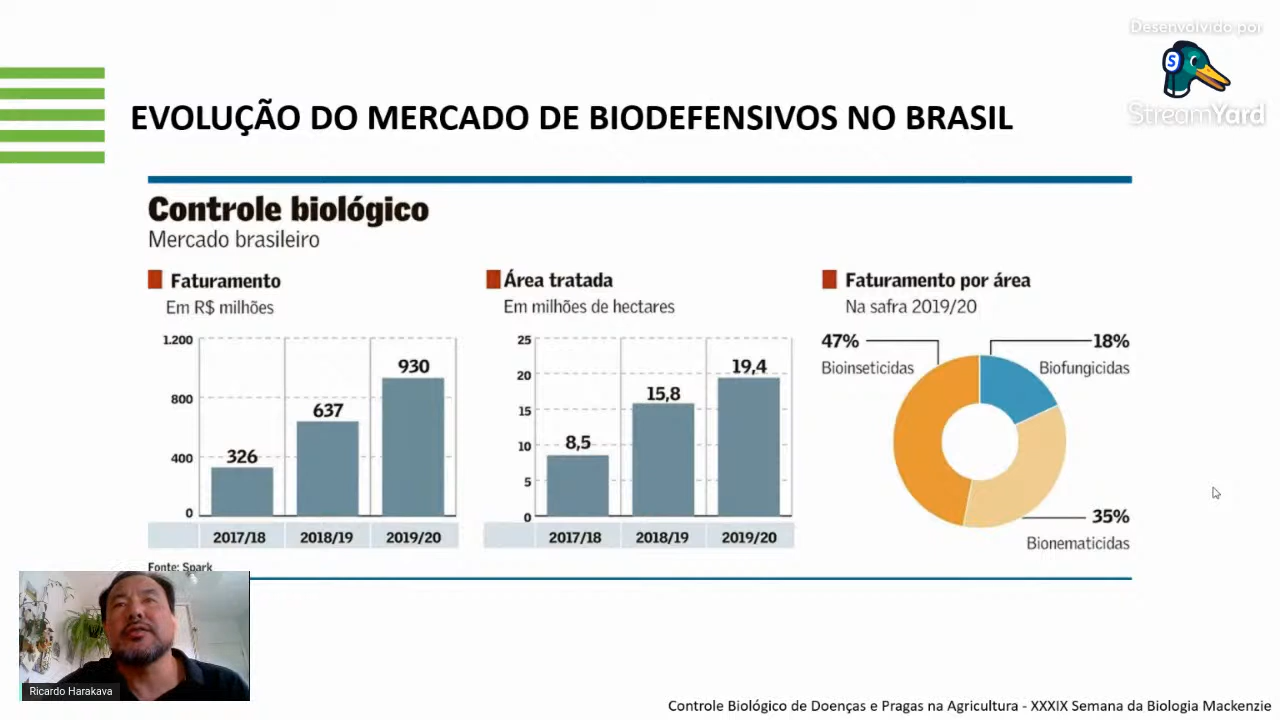 Desenvolvido por
S
StreamYard
EVOLUÇÃO DO MERCADO DE BIODEFENSIVOS NO BRASIL
Controle biológico
Mercado brasileiro
Faturamento
Em R$ milhões
1.200
800
400
0
326
637
930
2017/18
2018/19
2019/20
Área tratada
Em milhões de hectares
25
20
15
10
5
0
8,5
15,8
19,4
2017/18
2018/19
2019/20
Faturamento por área
Na safra 2019/20
47%
Bioinseticidas
18%
Biofungicidas
35%
Bionematicidas
Fonte: Spark
Ricardo Harakava
Controle Biológico de Doenças e Pragas na Agricultura - XXXIX Semana da Biologia Mackenzie